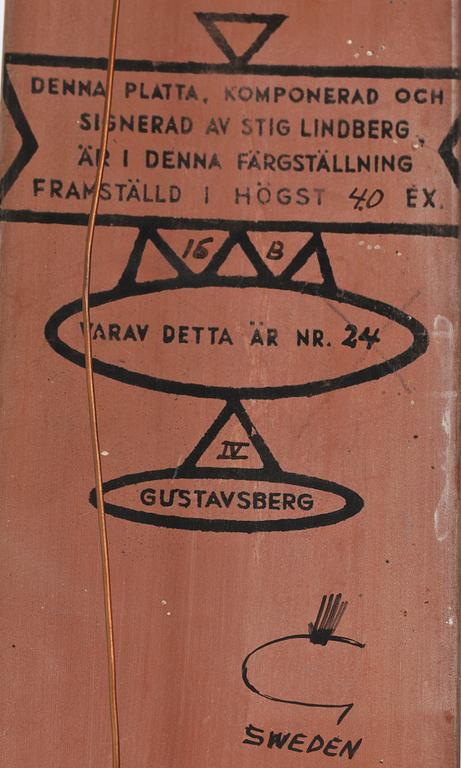 DENNA PLATTA, KOMPONERAD OCH
SIGNERAD AV STIG LINDBERG,
ÄR I DENNA FÄRGSTÄLLNING
FRAMSTÄLLD I HÖGST 40 EX.
16 B
VARAV DETTA ÄR NR. 24
IV
GUSTAVSBERG
SWEDEN